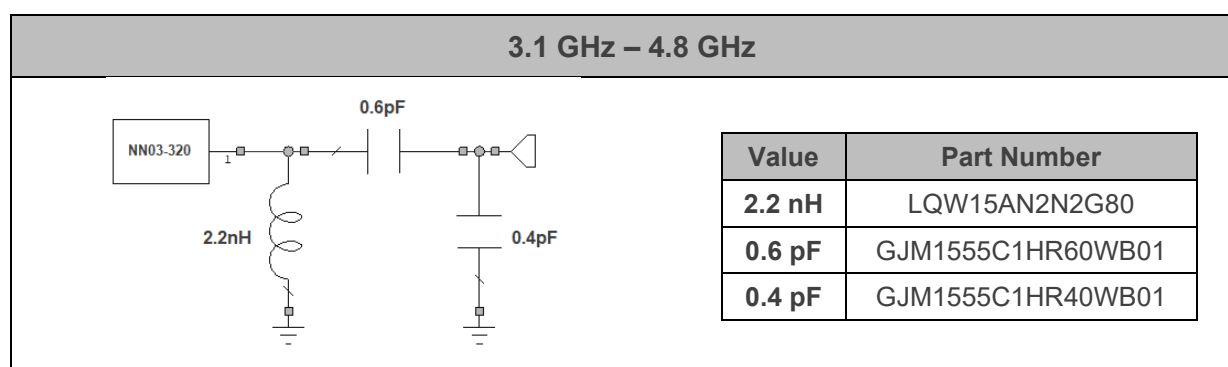 3.1 GHz – 4.8 GHz
0.6pF
NN03-320
1
2.2nH
0.4pF
Value Part Number
2.2 nH LQW15AN2N2G80
0.6 pF GJM1555C1HR60WB01
0.4 pF GJM1555C1HR40WB01